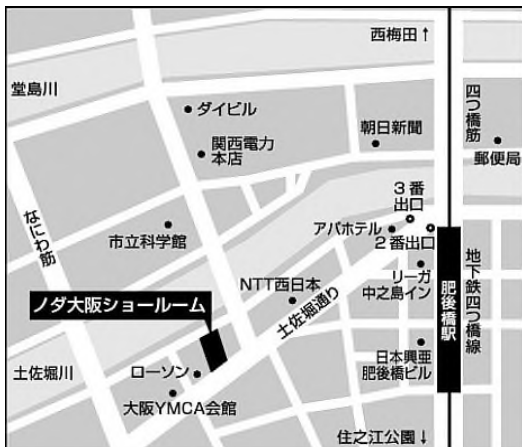 西梅田↑
堂島川
ダイビル
関西電力
本店
朝日新聞
四つ橋筋
郵便局
3番
出口
なにわ筋
市立科学館
アパホテル
2番出口
NTT西日本
リーガ
中之島イン
土佐堀通り
肥後橋駅
地下鉄四つ橋線
ノダ大阪ショールーム
土佐堀川
ローソン
日本興亜
肥後橋ビル
大阪YMCA会館
住之江公園↓